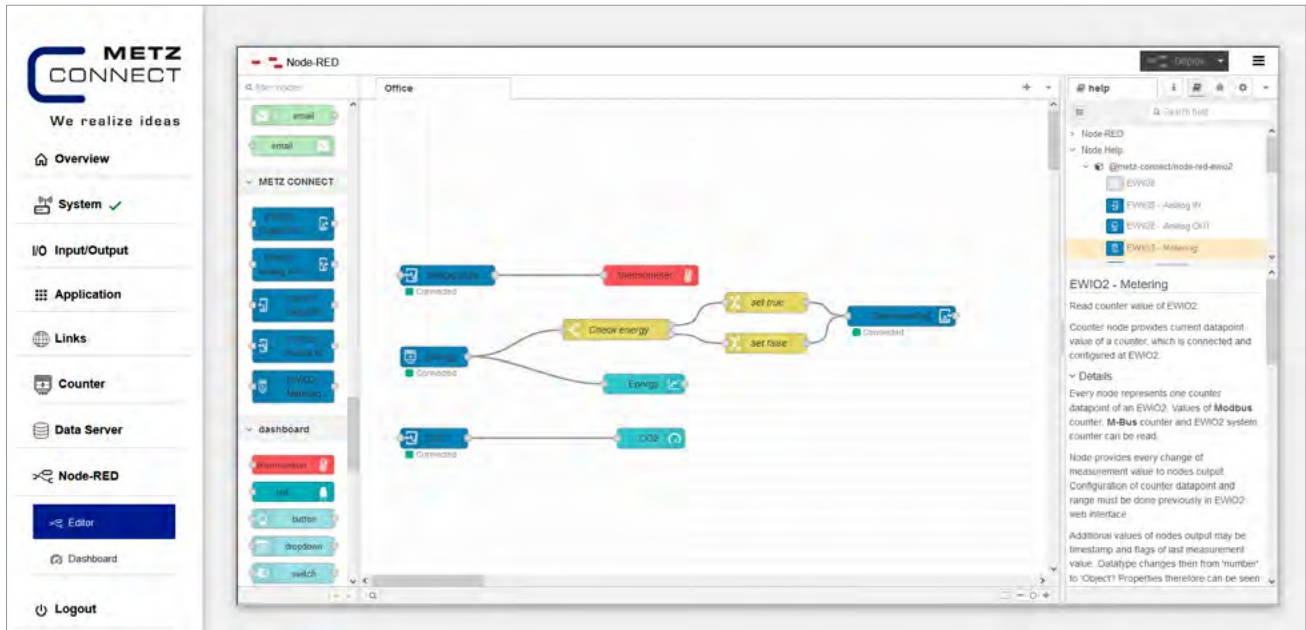 METZ
CONNECT
We realize ideas
Overview
System
I/O Input/Output
Application
Links
Counter
Data Server
Node-RED
Editor
Dashboard
Logout
Node-RED
Deploy
filter nodes
email
email
METZ CONNECT
EWIO2
Metering
dashboard
thermometer
led
button
dropdown
switch
Office
Connected
thermometer
Energy
Connected
Check energy
set true
set false
Connected
Energy
Connected
CO2
help
Search help
Node-RED
Node Help
@metz-connect/node-red-ewio2
EWIO2
EWIO2 - Analog IN
EWIO2 - Analog OUT
EWIO2 - Metering
EWIO2 - Metering
Read counter value of EWIO2.
Counter node provides current datapoint
value of a counter, which is connected and
configured at EWIO2.
Details
Every node represents one counter
datapoint of an EWIO2. Values of Modbus
counter, M-Bus counter and EWIO2 system
counter can be read.
Node provides every change of
measurement value to nodes output.
Configuration of counter datapoint and
range must be done previously in EWIO2
web interface
Additional values of nodes output may be
timestamp and flags of last measurement
value. Datatype changes then from 'number'
to 'Object'! Properties therefore can be seen